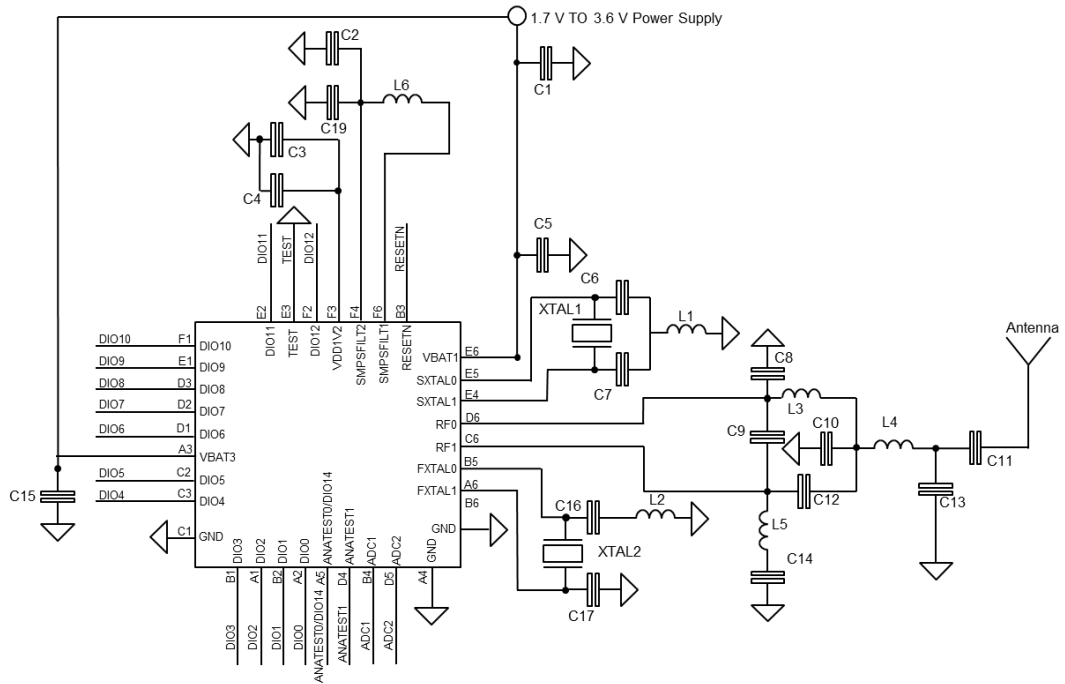 1.7 V TO 3.6 V Power Supply
C2
C1
L6
C19
C3
C4
C5
DIO11
TEST
DIO12
RESETN
C6
XTAL1
L1
C7
E2
E3
F2
F3
F4
F6
B3
DIO11
TEST
DIO12
VDD1V2
SMPSFILT2
SMPSFILT1
RESETN
Antenna
DIO10 F1 DIO10
DIO9 E1 DIO9
DIO8 D3 DIO8
DIO7 D2 DIO7
DIO6 D1 DIO6
A3 VBAT3
DIO5 C2 DIO5
DIO4 C3 DIO4
C1 GND
C15
VBAT1 E6
SXTAL0 E5
SXTAL1 E4
RF0 D6
RF1 C6
FXTAL0 B5
FXTAL1 A6
B6
GND
C8
L3
C9
C10
L4
C11
C12
C13
L5
C14
C16
L2
XTAL2
C17
DIO3
DIO2
DIO1
DIO0
ANATEST0/DIO14
ANATEST1
ADC1
ADC2
GND
B1
A1
B2
A2
A5
D4
B4
D5
A4
DIO3
DIO2
DIO1
DIO0
ANATEST0/DIO14
ANATEST1
ADC1
ADC2